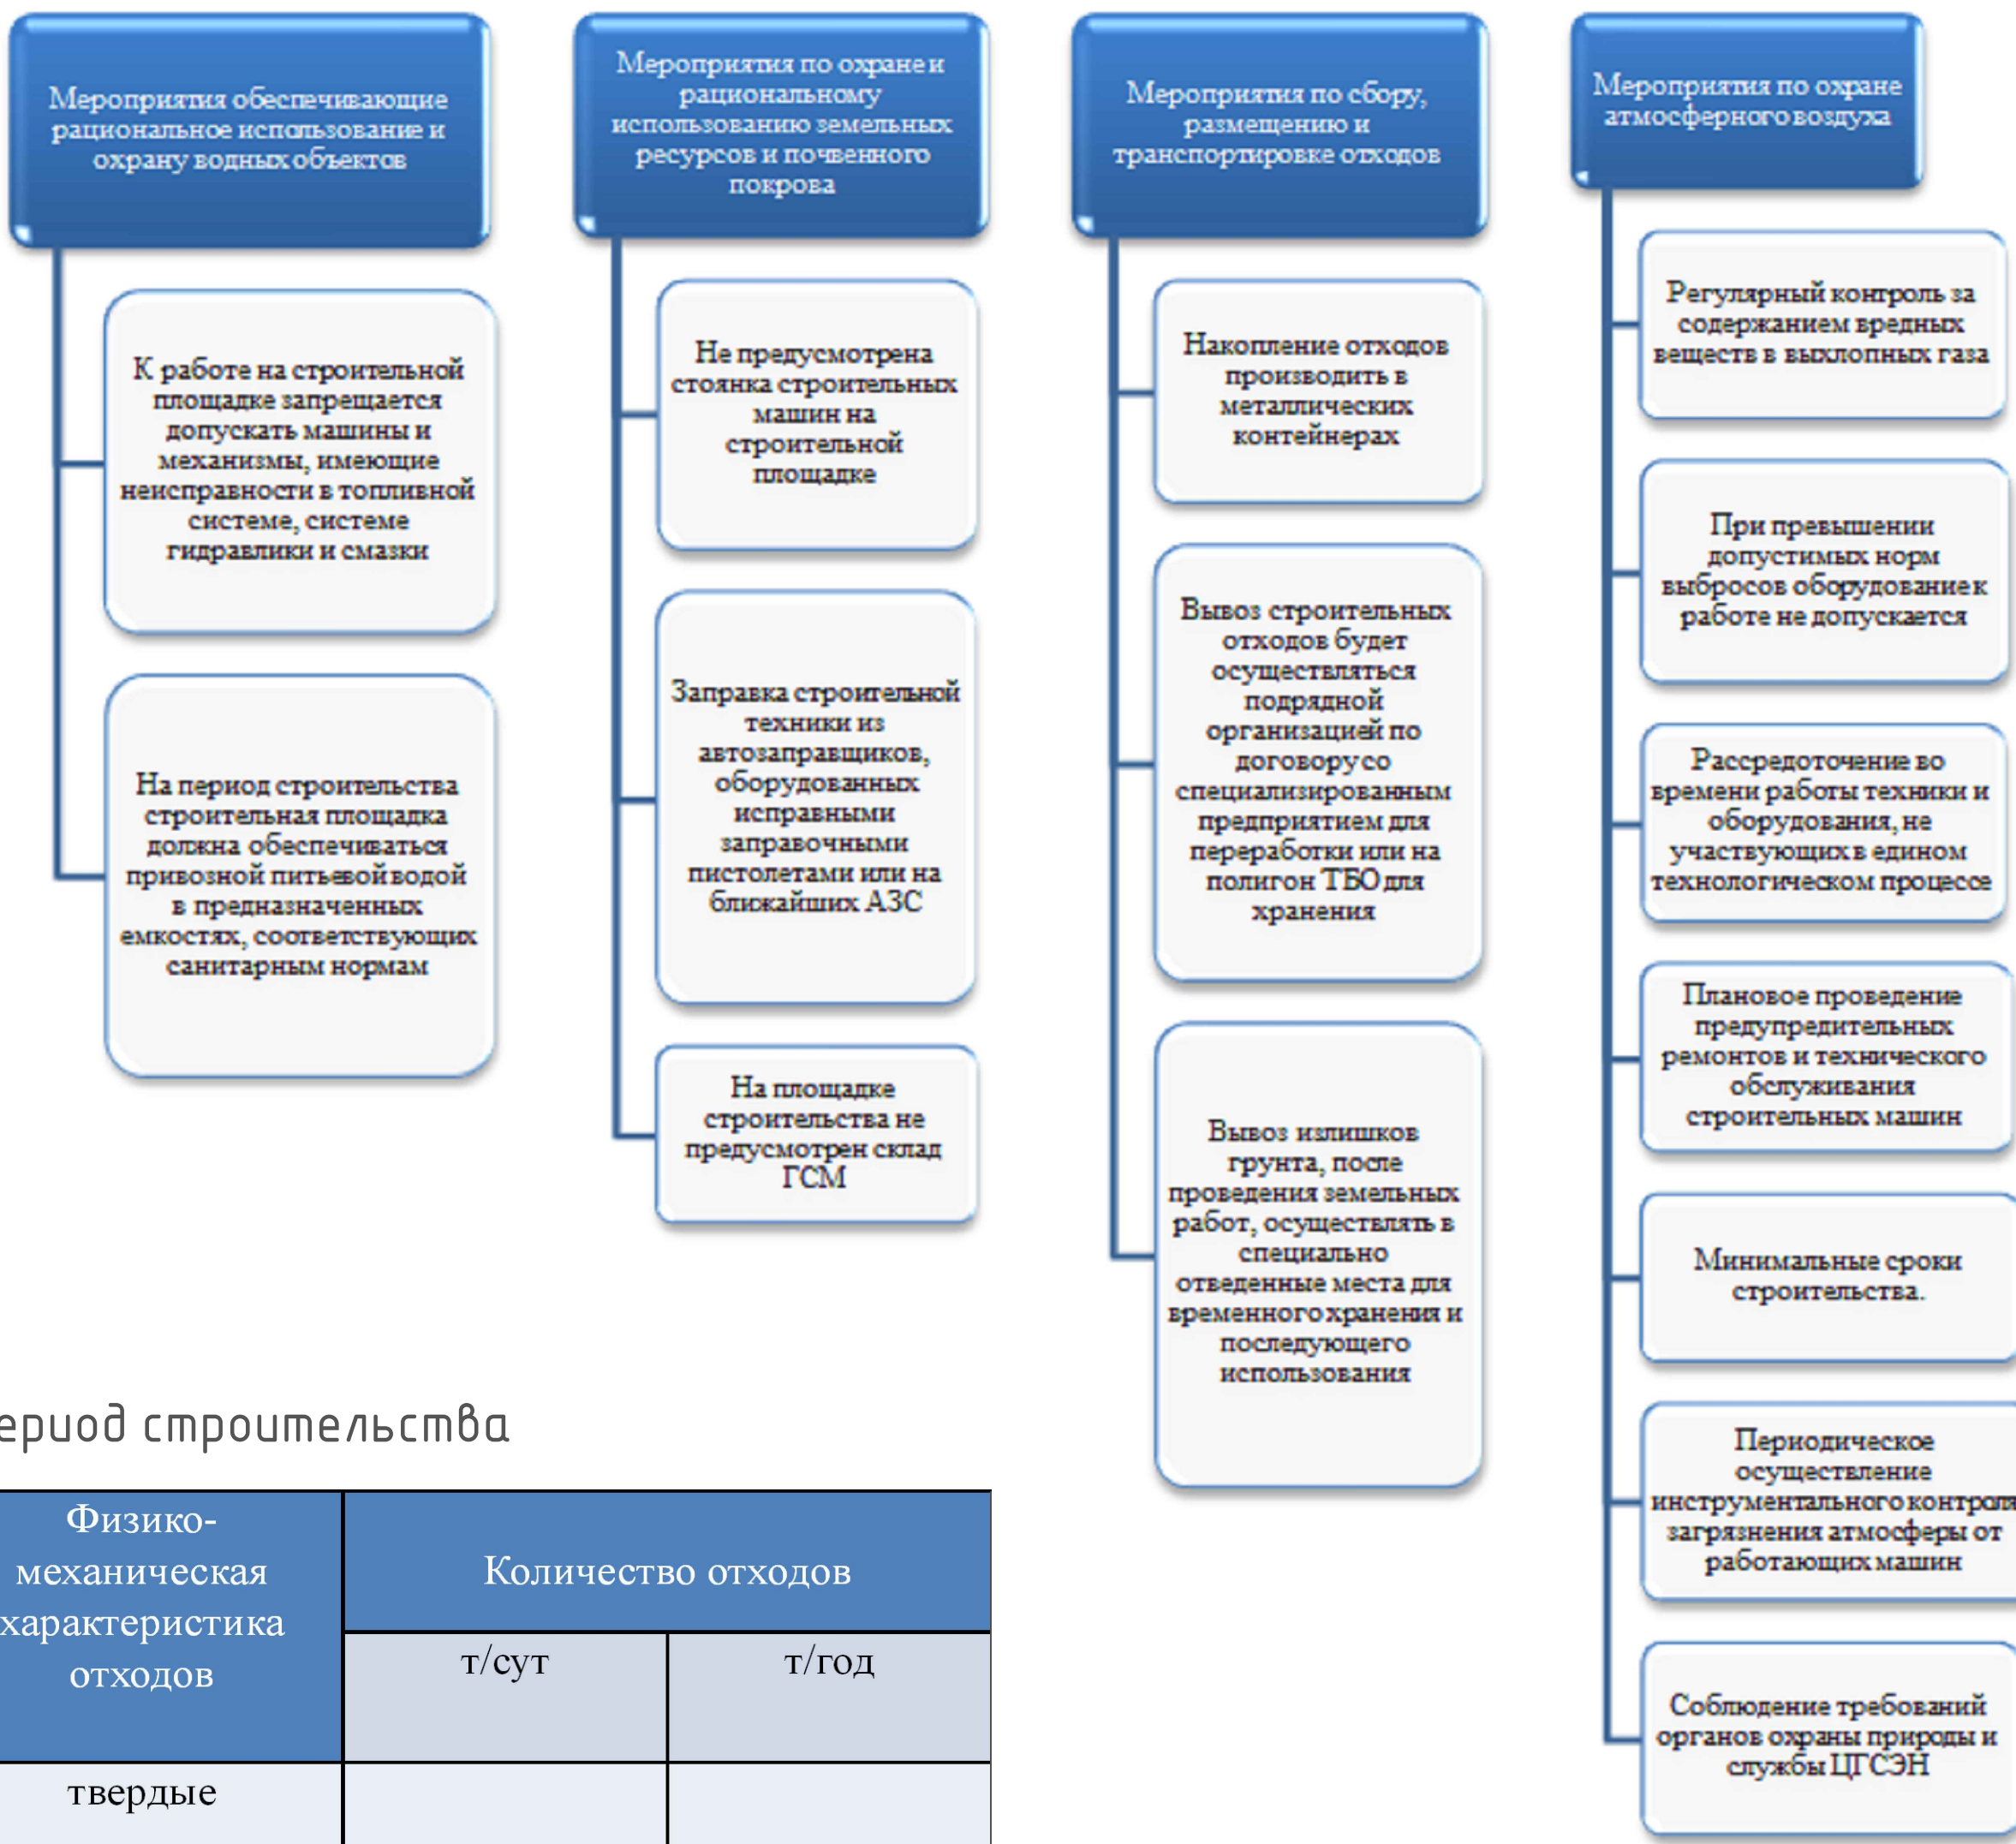 Мероприятия обеспечивающие
рациональное использование и
охрану водных объектов
К работе на строительной
площадке запрещается
допускать машины и
механизмы, имеющие
неисправности в топливной
системе, системе
гидравлики и смазки
На период строительства
строительная площадка
должна обеспечиваться
привозной питьевой водой
в предназначенных
емкостях, соответствующих
санитарным нормам
Мероприятия по охране и
рациональному
использованию земельных
ресурсов и почвенного
покрова
Не предусмотрена
стоянка строительных
машин на
строительной
площадке
Заправка строительной
техники из
автозаправщиков,
оборудованных
исправными
заправочными
пистолетами или на
ближайших АЗС
На площадке
строительства не
предусмотрен склад
ГСМ
Мероприятия по сбору,
размещению и
транспортировке отходов
Накопление отходов
производить в
металлических
контейнерах
Вывоз строительных
отходов будет
осуществляться
подрядной
организацией по
договору со
специализированным
предприятием для
переработки или на
полигон ТБО для
хранения
Вывоз излишков
грунта, после
проведения земельных
работ, осуществлять в
специально
отведенные места для
временного хранения и
последующего
использования
Мероприятия по охране
атмосферного воздуха
Регулярный контроль за
содержанием вредных
веществ в выхлопных газа
При превышении
допустимых норм
выбросов оборудование к
работе не допускается
Рассредоточение во
времени работы техники и
оборудования, не
участвующих в едином
технологическом процессе
Плановое проведение
предупредительных
ремонтов и технического
обслуживания
строительных машин
Минимальные сроки
строительства.
Периодическое
осуществление
инструментального контроля
загрязнения атмосферы от
работающих машин
Соблюдение требований
органов охраны природы и
службы ЦГСЭН
ериод строительства
Физико-
механическая
характеристика
отходов
Количество отходов
т/сут
т/год
твердые